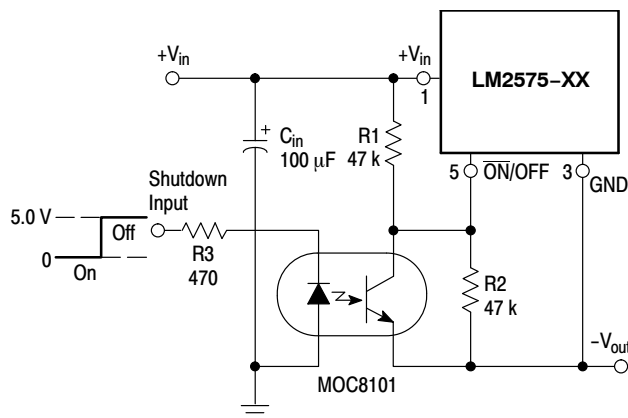 +Vin
+Vin
1
LM2575–XX
Cin
100 µF
+
R1
47 k
5
ON/OFF
3
GND
Shutdown
Input
5.0 V
Off
0
On
R3
470
R2
47 k
–Vout
MOC8101